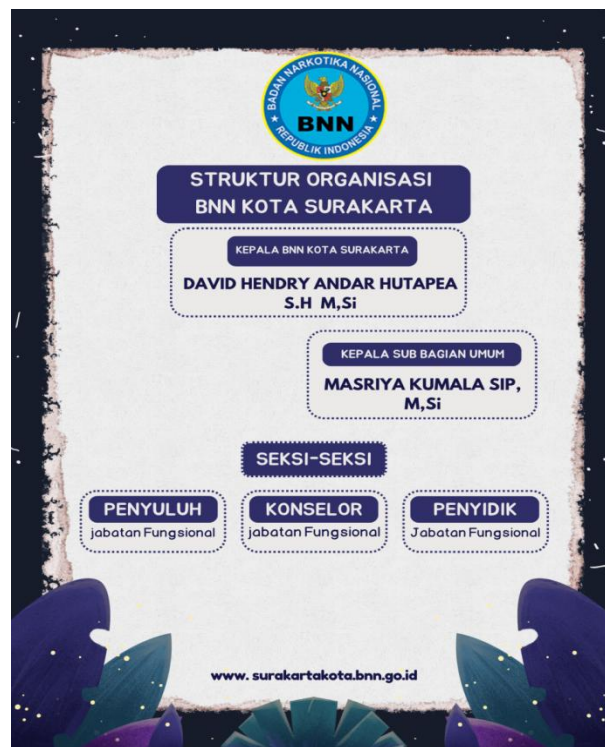 BADAN NARKOTIKA NASIONAL
BNN
REPUBLIK INDONESIA
STRUKTUR ORGANISASI
BNN KOTA SURAKARTA
KEPALA BNN KOTA SURAKARTA
DAVID HENDRY ANDAR HUTAPEA
S.H M,Si
KEPALA SUB BAGIAN UMUM
MASRIYA KUMALA SIP,
M,Si
SEKSI-SEKSI
PENYULUH
jabatan Fungsional
KONSELOR
jabatan Fungsional
PENYIDIK
Jabatan Fungsional
www. surakartakota.bnn.go.id